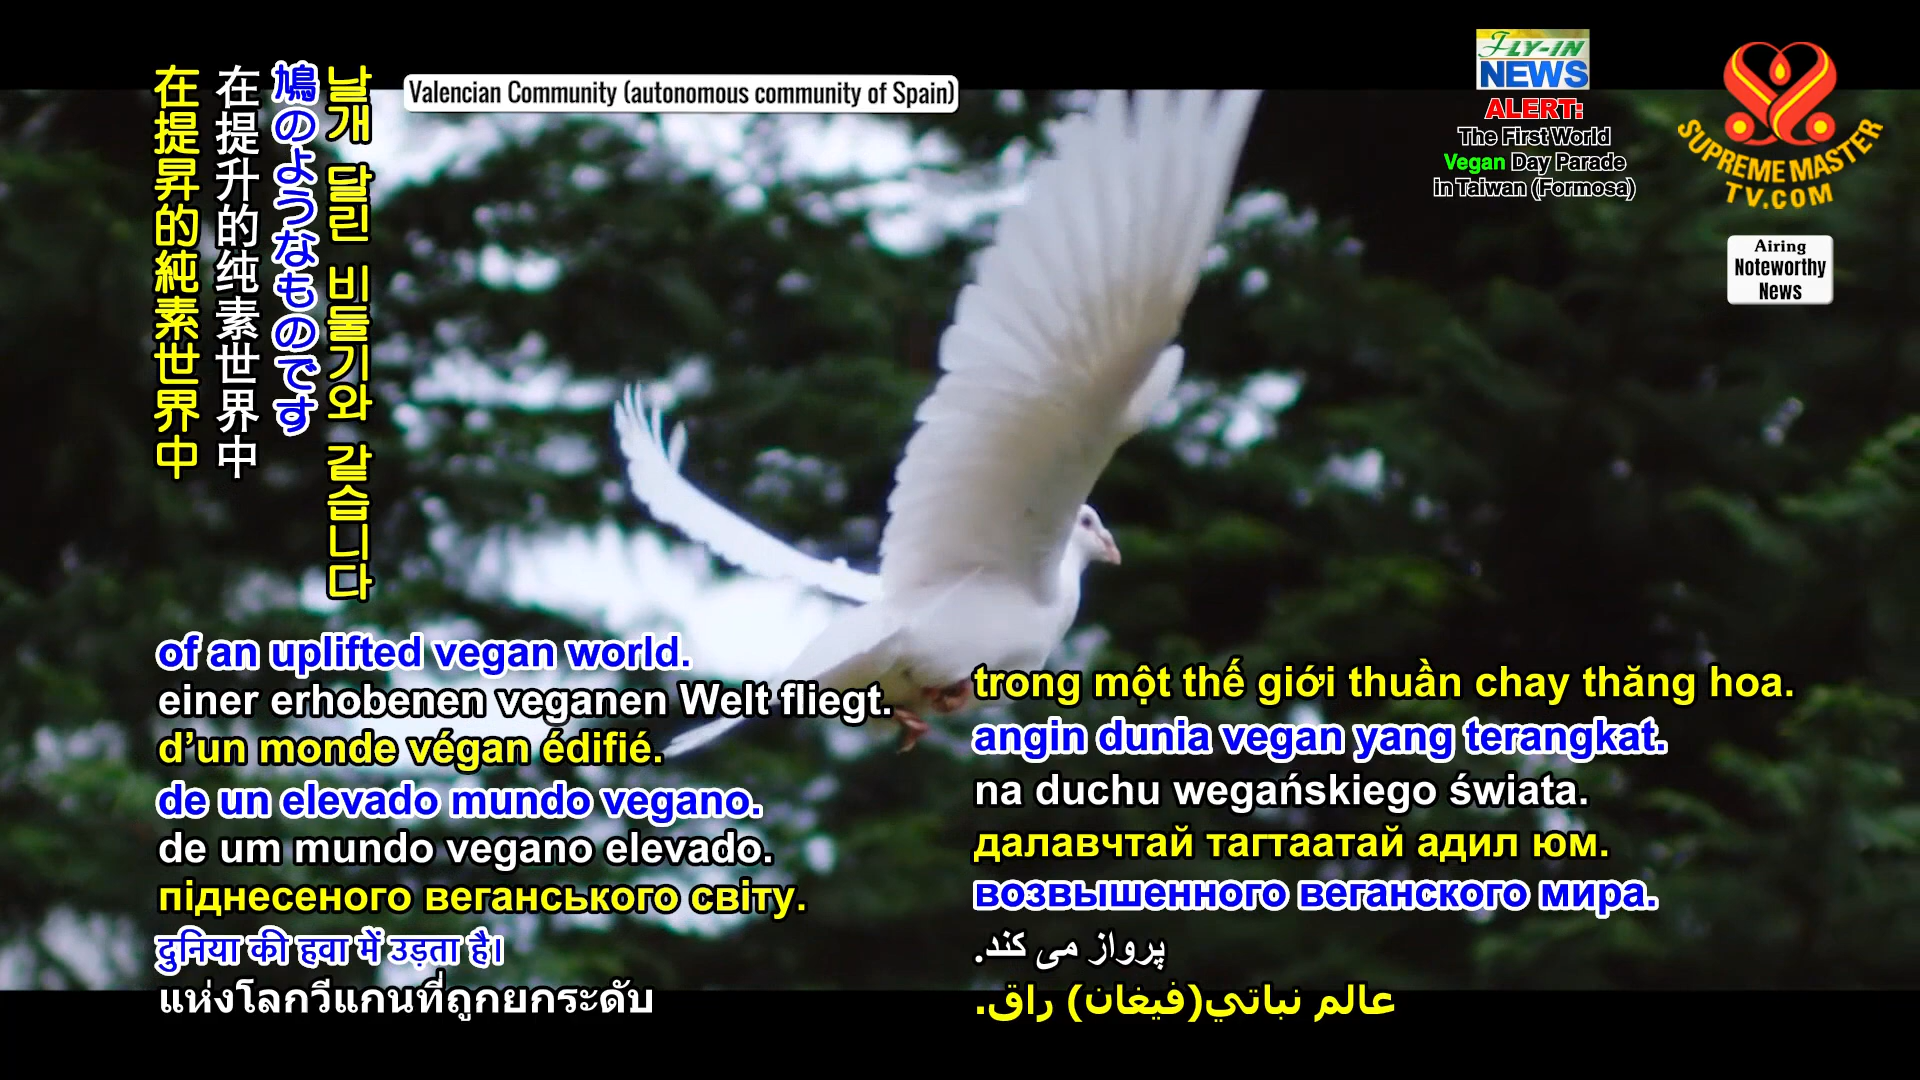 在提昇的純素世界中
在提升的纯素世界中
鳩のようなものです
날개 달린 비둘기와 같습니다
Valencian Community (autonomous community of Spain)
FLY-IN
NEWS
ALERT:
The First World
Vegan Day Parade
in Taiwan (Formosa)
SUPREME MASTER
TV.COM
Airing
Noteworthy
News
of an uplifted vegan world.
einer erhobenen veganen Welt fliegt.
d’un monde végan édifié.
de un elevado mundo vegano.
de um mundo vegano elevado.
піднесеного веганського світу.
दुनिया की हवा में उड़ता है।
แห่งโลกวีแกนที่ถูกยกระดับ
trong một thế giới thuần chay thăng hoa.
angin dunia vegan yang terangkat.
na duchu wegańskiego świata.
далавчтай тагтаатай адил юм.
возвышенного веганского мира.
پرواز می کند.
عالم نباتي(فيغان) راق.